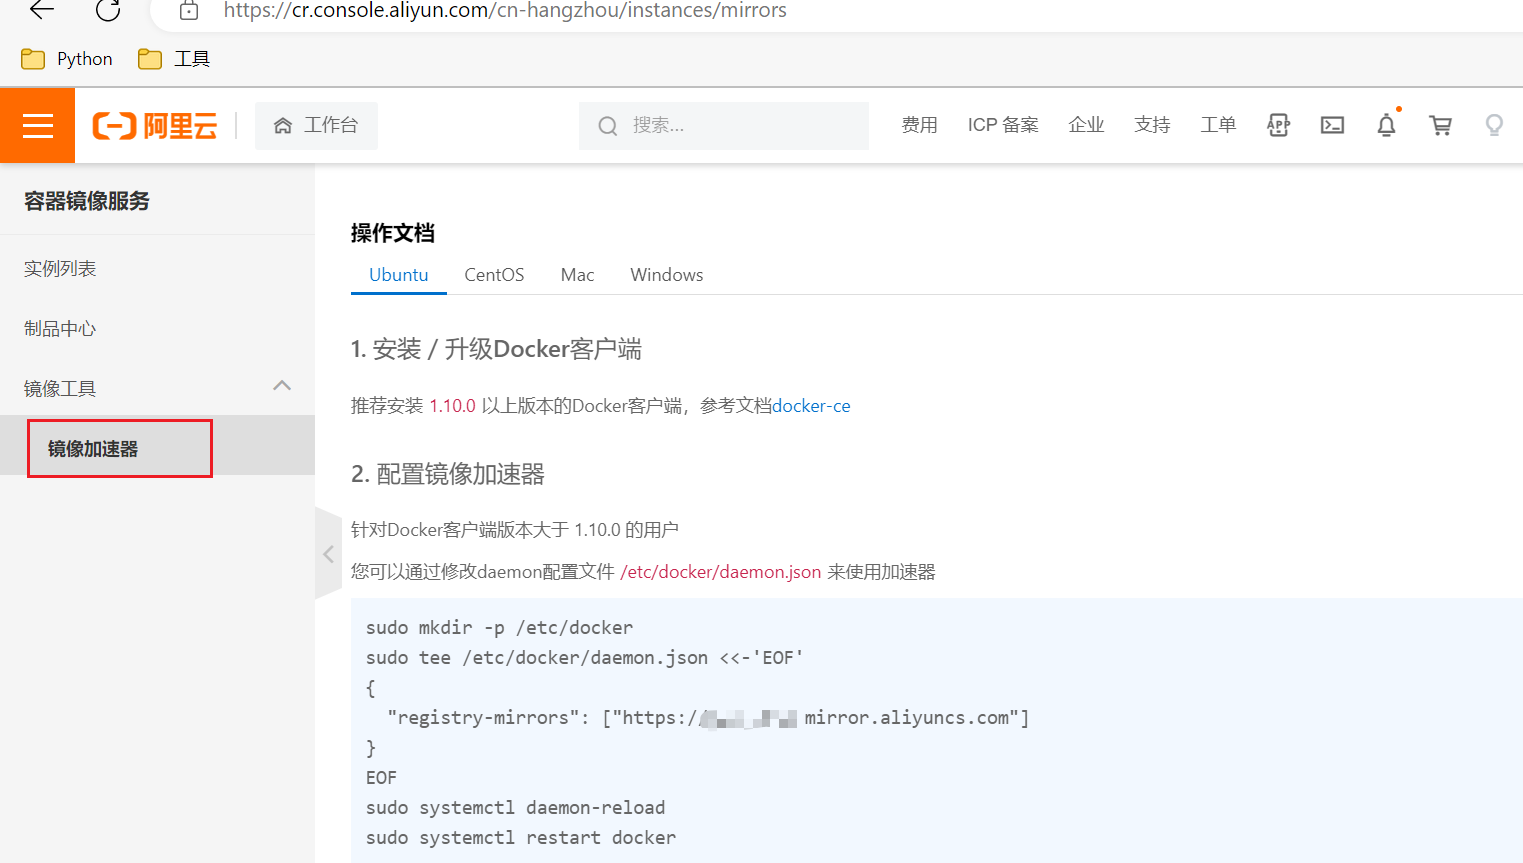 https://cr.console.aliyun.com/cn-hangzhou/instances/mirrors
Python 工具
阿里云 工作台 搜索... 费用 ICP 备案 企业 支持 工单 APP
容器镜像服务
实例列表
制品中心
镜像工具
镜像加速器
操作文档
Ubuntu CentOS Mac Windows
1. 安装 / 升级Docker客户端
推荐安装 1.10.0 以上版本的Docker客户端，参考文档docker-ce
2. 配置镜像加速器
针对Docker客户端版本大于 1.10.0 的用户
您可以通过修改daemon配置文件 /etc/docker/daemon.json 来使用加速器
sudo mkdir -p /etc/docker
sudo tee /etc/docker/daemon.json <<-'EOF'
{
"registry-mirrors": ["https:// mirror.aliyuncs.com"]
}
EOF
sudo systemctl daemon-reload
sudo systemctl restart docker